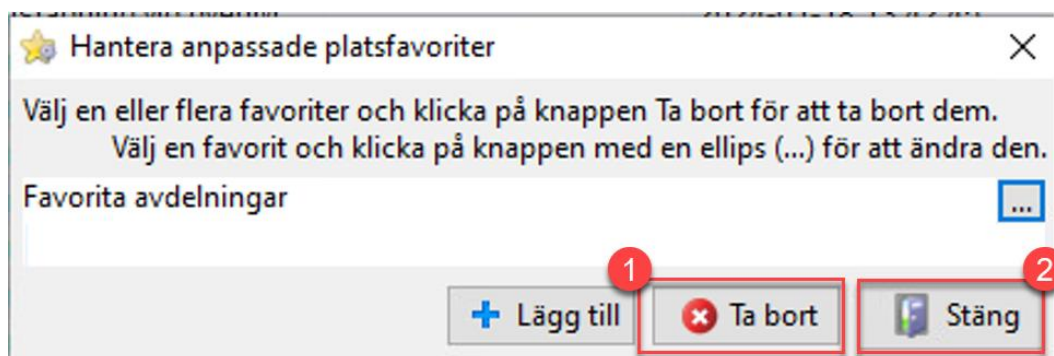 Hantera anpassade platsfavoriter
Välj en eller flera favoriter och klicka på knappen Ta bort för att ta bort dem.
Välj en favorit och klicka på knappen med en ellips (...) för att ändra den.
Favorita avdelningar ...
1 2
Lägg till Ta bort Stäng